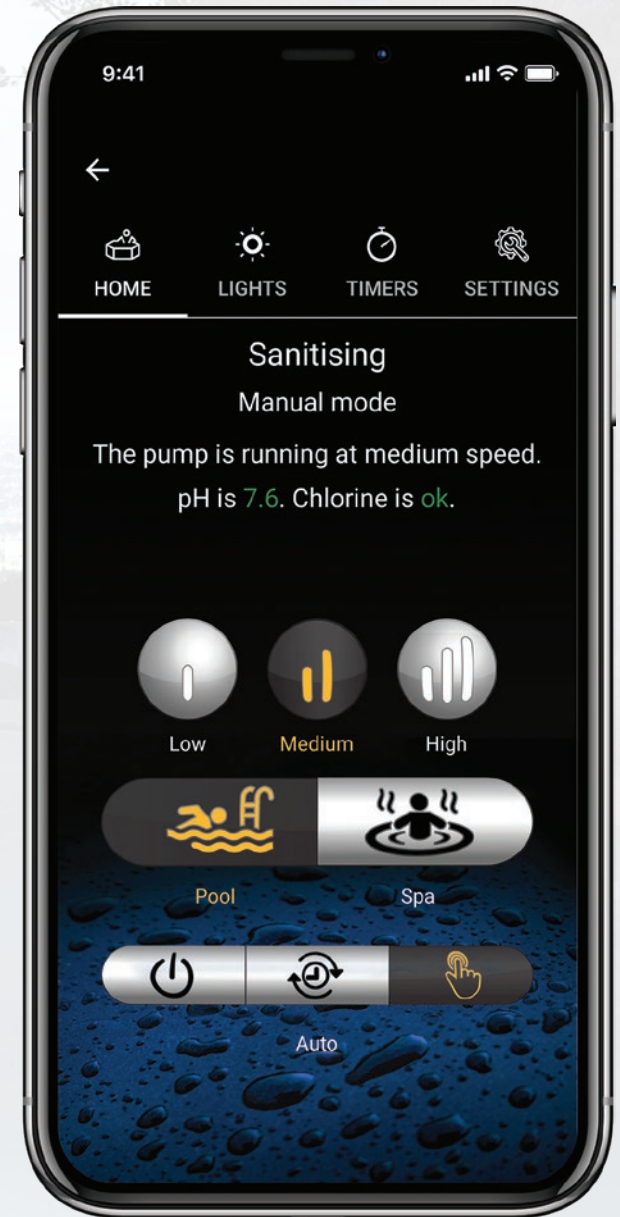 9:41
HOME LIGHTS TIMERS SETTINGS
Sanitising
Manual mode
The pump is running at medium speed.
pH is 7.6. Chlorine is ok.
Low Medium High
Pool Spa
Auto